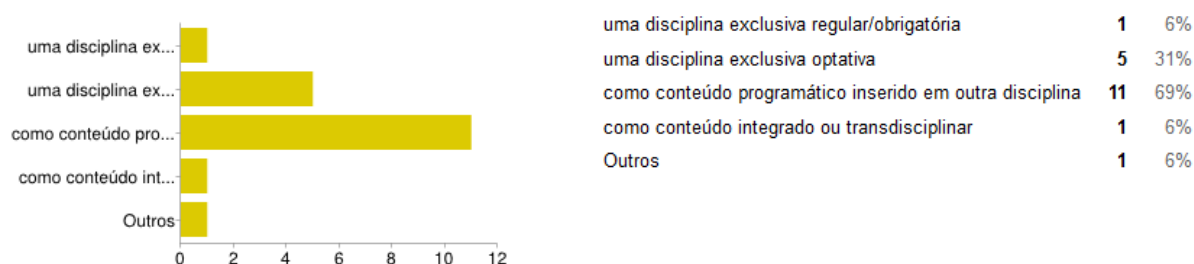 uma disciplina ex...
uma disciplina ex...
como conteúdo pro...
como conteúdo int...
Outros
0 2 4 6 8 10 12
uma disciplina exclusiva regular/obrigatória 1 6%
uma disciplina exclusiva optativa 5 31%
como conteúdo programático inserido em outra disciplina 11 69%
como conteúdo integrado ou transdisciplinar 1 6%
Outros 1 6%